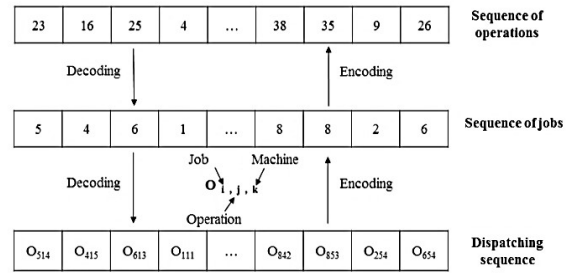 23 16 25 4 ... 38 35 9 26
Sequence of
operations
Decoding
Encoding
5 4 6 1 ... 8 8 2 6
Sequence of jobs
Job
Machine
Decoding
O i , j , k
Encoding
Operation
O514 O415 O613 O111 ... O842 O853 O254 O654
Dispatching
sequence